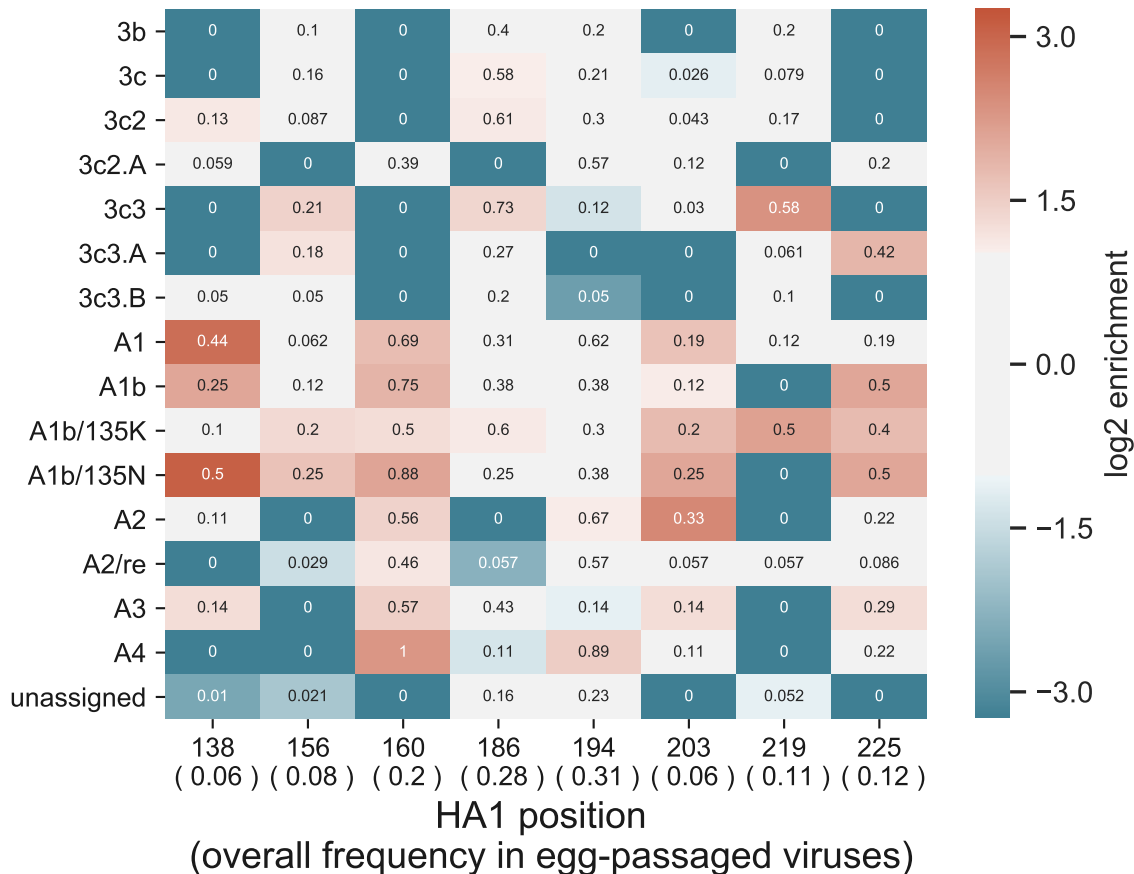 3b 0 0.1 0 0.4 0.2 0 0.2 0
3c 0 0.16 0 0.58 0.21 0.026 0.079 0
3c2 0.13 0.087 0 0.61 0.3 0.043 0.17 0
3c2.A 0.059 0 0.39 0 0.57 0.12 0 0.2
3c3 0 0.21 0 0.73 0.12 0.03 0.58 0
3c3.A 0 0.18 0 0.27 0 0 0.061 0.42
3c3.B 0.05 0.05 0 0.2 0.05 0 0.1 0
A1 0.44 0.062 0.69 0.31 0.62 0.19 0.12 0.19
A1b 0.25 0.12 0.75 0.38 0.38 0.12 0 0.5
A1b/135K 0.1 0.2 0.5 0.6 0.3 0.2 0.5 0.4
A1b/135N 0.5 0.25 0.88 0.25 0.38 0.25 0 0.5
A2 0.11 0 0.56 0 0.67 0.33 0 0.22
A2/re 0 0.029 0.46 0.057 0.57 0.057 0.057 0.086
A3 0.14 0 0.57 0.43 0.14 0.14 0 0.29
A4 0 0 1 0.11 0.89 0.11 0 0.22
unassigned 0.01 0.021 0 0.16 0.23 0 0.052 0
138 156 160 186 194 203 219 225
( 0.06 ) ( 0.08 ) ( 0.2 ) ( 0.28 ) ( 0.31 ) ( 0.06 ) ( 0.11 ) ( 0.12 )
HA1 position
(overall frequency in egg-passaged viruses)
3.0
1.5
0.0
−1.5
−3.0
log2 enrichment